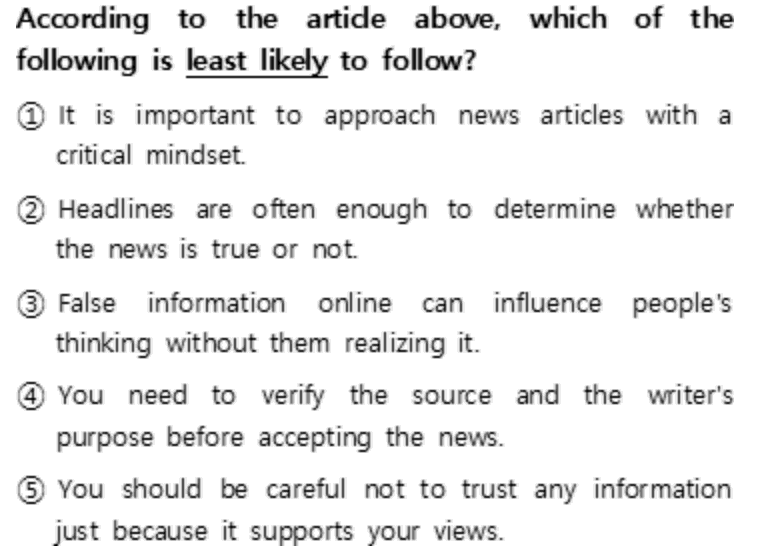 According to the article above, which of the
following is least likely to follow?
① It is important to approach news articles with a
critical mindset.
② Headlines are often enough to determine whether
the news is true or not.
③ False information online can influence people's
thinking without them realizing it.
④ You need to verify the source and the writer's
purpose before accepting the news.
⑤ You should be careful not to trust any information
just because it supports your views.